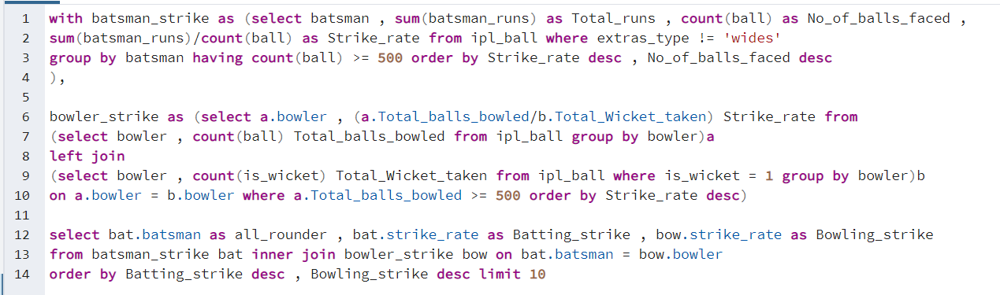 1 with batsman_strike as (select batsman , sum(batsman_runs) as Total_runs , count(ball) as No_of_balls_faced ,
2 sum(batsman_runs)/count(ball) as Strike_rate from ipl_ball where extras_type != 'wides'
3 group by batsman having count(ball) >= 500 order by Strike_rate desc , No_of_balls_faced desc
4 ),
5
6 bowler_strike as (select a.bowler , (a.Total_balls_bowled/b.Total_Wicket_taken) Strike_rate from
7 (select bowler , count(ball) Total_balls_bowled from ipl_ball group by bowler)a
8 left join
9 (select bowler , count(is_wicket) Total_Wicket_taken from ipl_ball where is_wicket = 1 group by bowler)b
10 on a.bowler = b.bowler where a.Total_balls_bowled >= 500 order by Strike_rate desc)
11
12 select bat.batsman as all_rounder , bat.strike_rate as Batting_strike , bow.strike_rate as Bowling_strike
13 from batsman_strike bat inner join bowler_strike bow on bat.batsman = bow.bowler
14 order by Batting_strike desc , Bowling_strike desc limit 10